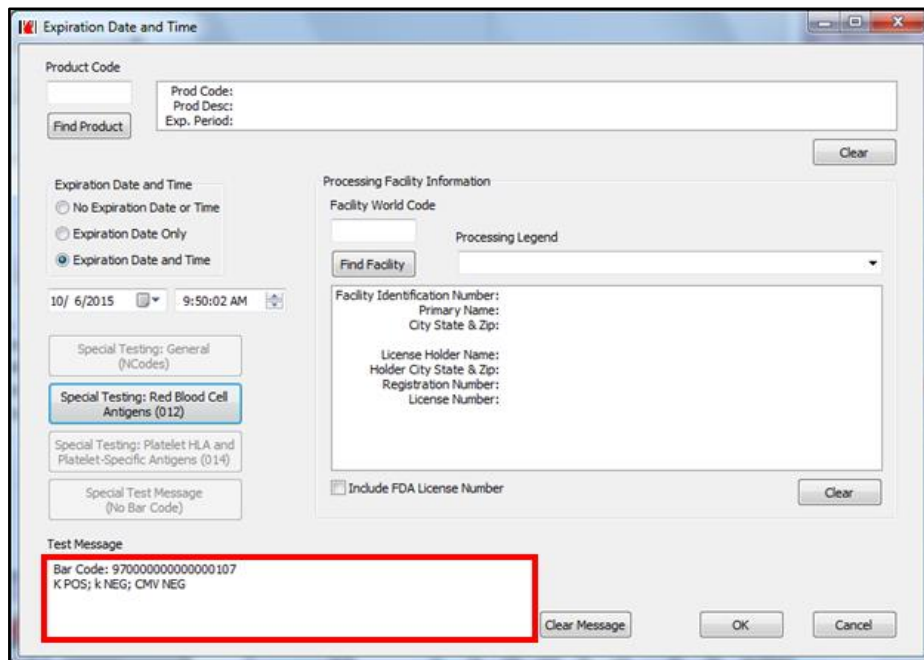 Expiration Date and Time
Product Code
Prod Code:
Prod Desc:
Exp. Period:
Find Product
Clear
Expiration Date and Time
No Expiration Date or Time
Expiration Date Only
Expiration Date and Time
10/ 6/2015
9:50:02 AM
Special Testing: General
(NCodes)
Special Testing: Red Blood Cell
Antigens (012)
Special Testing: Platelet HLA and
Platelet-Specific Antigens (014)
Special Test Message
(No Bar Code)
Processing Facility Information
Facility World Code
Processing Legend
Find Facility
Facility Identification Number:
Primary Name:
City State & Zip:
License Holder Name:
Holder City State & Zip:
Registration Number:
License Number:
Include FDA License Number
Clear
Test Message
Bar Code: 970000000000000107
K POS; k NEG; CMV NEG
Clear Message
OK
Cancel